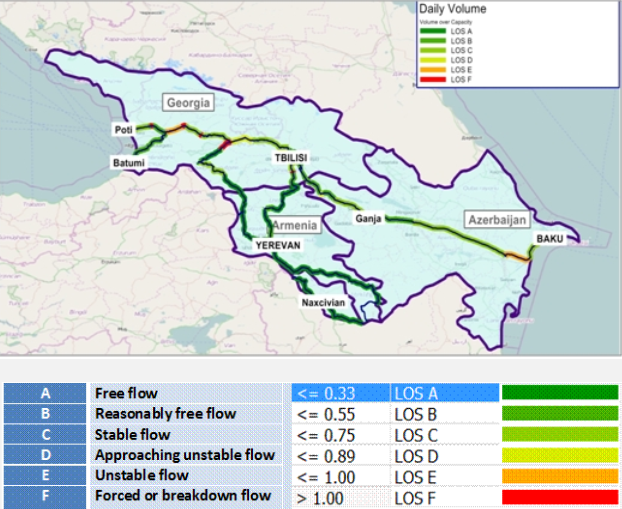 Daily Volume
Volume over Capacity
LOS A
LOS B
LOS C
LOS D
LOS E
LOS F
Georgia
Poti
Batumi
TBILISI
Ganja
Azerbaijan
Armenia
BAKU
YEREVAN
Naxcivian
A Free flow <= 0.33 LOS A
B Reasonably free flow <= 0.55 LOS B
C Stable flow <= 0.75 LOS C
D Approaching unstable flow <= 0.89 LOS D
E Unstable flow <= 1.00 LOS E
F Forced or breakdown flow > 1.00 LOS F